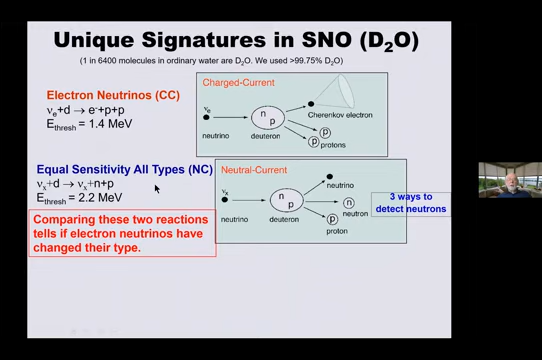 Unique Signatures in SNO (D2O)
(1 in 6400 molecules in ordinary water are D2O. We used >99.75% D2O)
Electron Neutrinos (CC)
νe+d → e-+p+p
Ethresh = 1.4 MeV
Charged-Current
νe
n
p
Cherenkov electron
p
p
neutrino
deuteron
protons
Equal Sensitivity All Types (NC)
νx+d → νx+n+p
Ethresh = 2.2 MeV
Neutral-Current
νx
n
p
neutrino
n
neutron
p
neutrino
deuteron
proton
3 ways to
detect neutrons
Comparing these two reactions
tells if electron neutrinos have
changed their type.